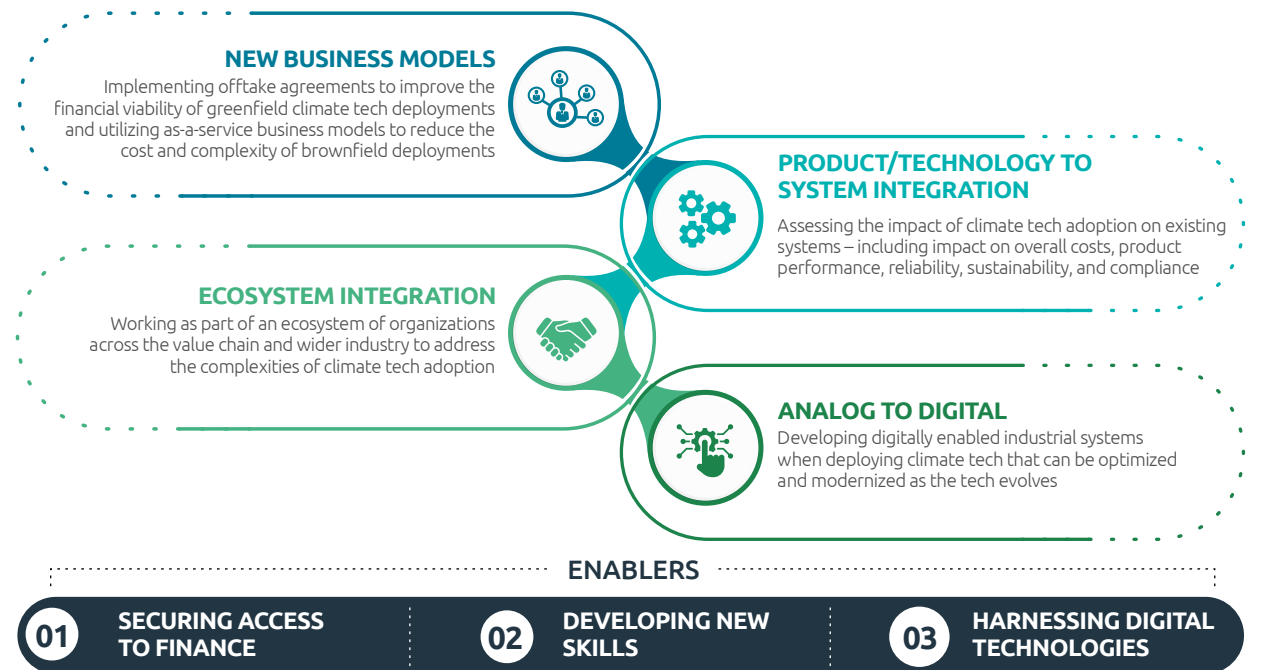 NEW BUSINESS MODELS
Implementing offtake agreements to improve the
financial viability of greenfield climate tech deployments
and utilizing as-a-service business models to reduce the
cost and complexity of brownfield deployments
PRODUCT/TECHNOLOGY TO
SYSTEM INTEGRATION
Assessing the impact of climate tech adoption on existing
systems – including impact on overall costs, product
performance, reliability, sustainability, and compliance
ECOSYSTEM INTEGRATION
Working as part of an ecosystem of organizations
across the value chain and wider industry to address
the complexities of climate tech adoption
ANALOG TO DIGITAL
Developing digitally enabled industrial systems
when deploying climate tech that can be optimized
and modernized as the tech evolves
ENABLERS
01
SECURING ACCESS
TO FINANCE
02
DEVELOPING NEW
SKILLS
03
HARNESSING DIGITAL
TECHNOLOGIES